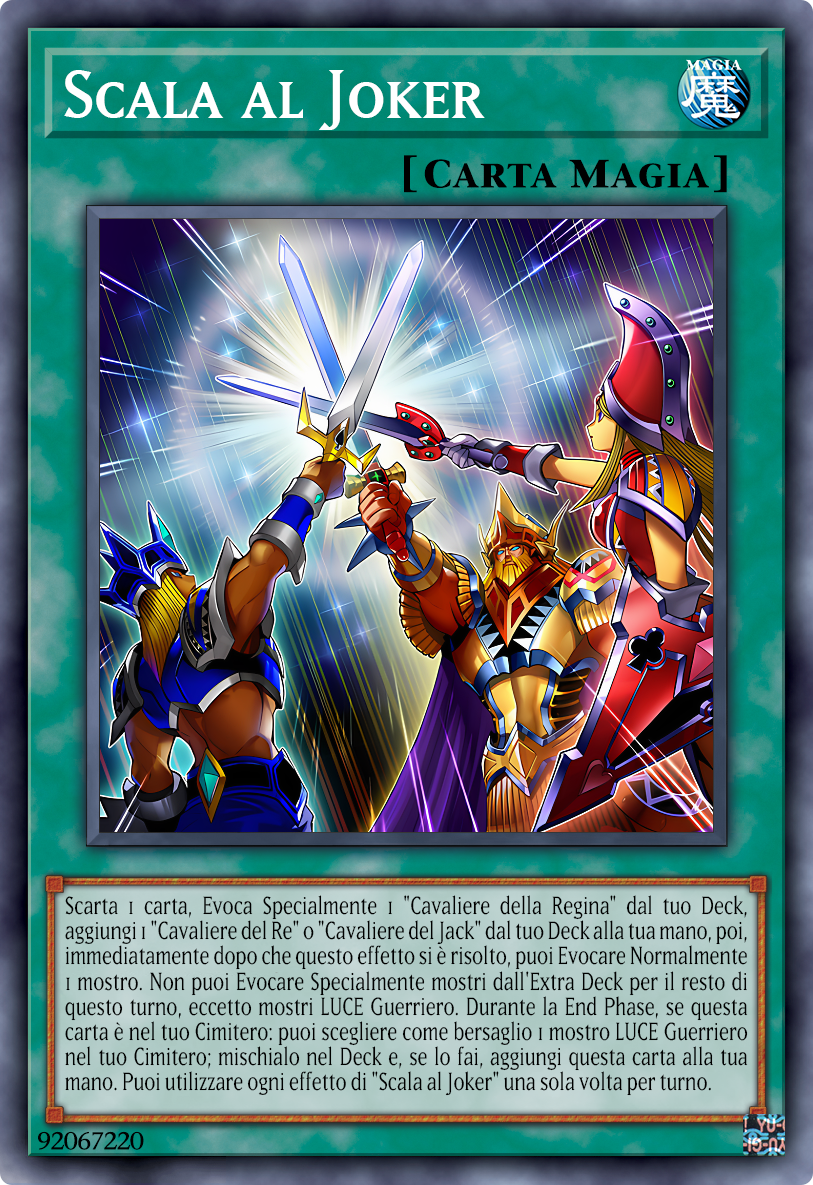 Scala al Joker
MAGIA
魔
[Carta Magia]
Scarta 1 carta, Evoca Specialmente 1 "Cavaliere della Regina" dal tuo Deck,
aggiungi 1 "Cavaliere del Re" o "Cavaliere del Jack" dal tuo Deck alla tua mano, poi,
immediatamente dopo che questo effetto si è risolto, puoi Evocare Normalmente
1 mostro. Non puoi Evocare Specialmente mostri dall'Extra Deck per il resto di
questo turno, eccetto mostri LUCE Guerriero. Durante la End Phase, se questa
carta è nel tuo Cimitero: puoi scegliere come bersaglio 1 mostro LUCE Guerriero
nel tuo Cimitero; mischialo nel Deck e, se lo fai, aggiungi questa carta alla tua
mano. Puoi utilizzare ogni effetto di "Scala al Joker" una sola volta per turno.
92067220